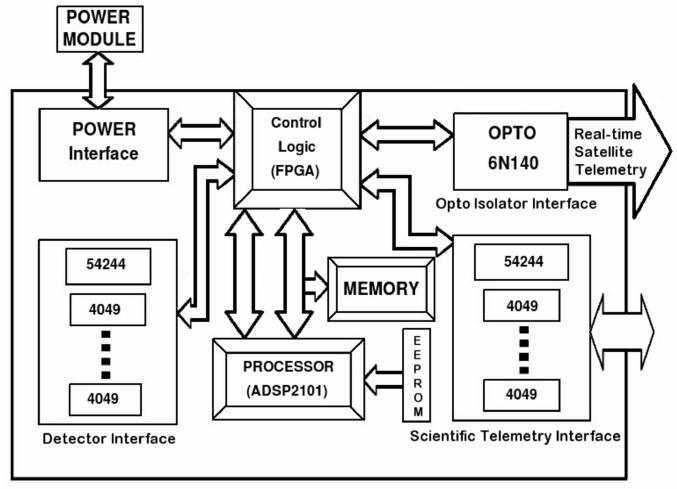 POWER
MODULE
POWER
Interface
Control
Logic
(FPGA)
OPTO
6N140
Real-time
Satellite
Telemetry
Opto Isolator Interface
54244
4049
4049
Detector Interface
MEMORY
PROCESSOR
(ADSP2101)
EEPROM
54244
4049
4049
Scientific Telemetry Interface